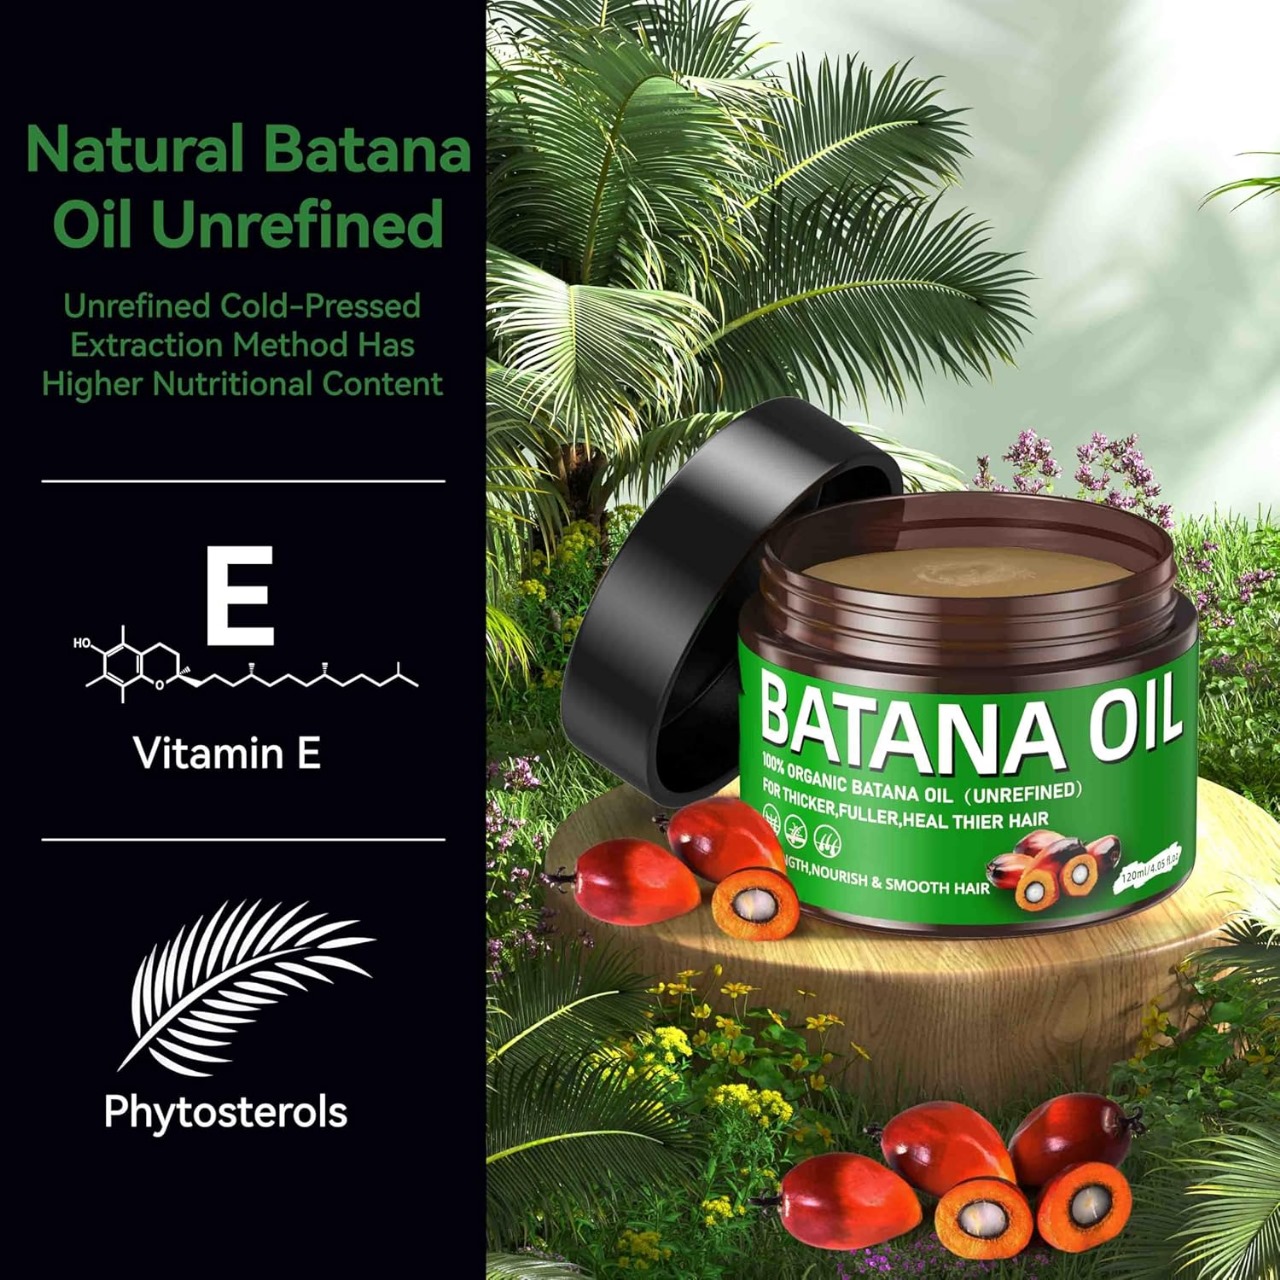 Natural Batana
Oil Unrefined
Unrefined Cold-Pressed
Extraction Method Has
Higher Nutritional Content
E
HO
O
Vitamin E
Phytosterols
BATANA OIL
100% ORGANIC BATANA OIL (UNREFINED)
FOR THICKER,FULLER,HEAL THIER HAIR
NGTH,NOURISH & SMOOTH HAIR
120ml/4.05 fl.oz